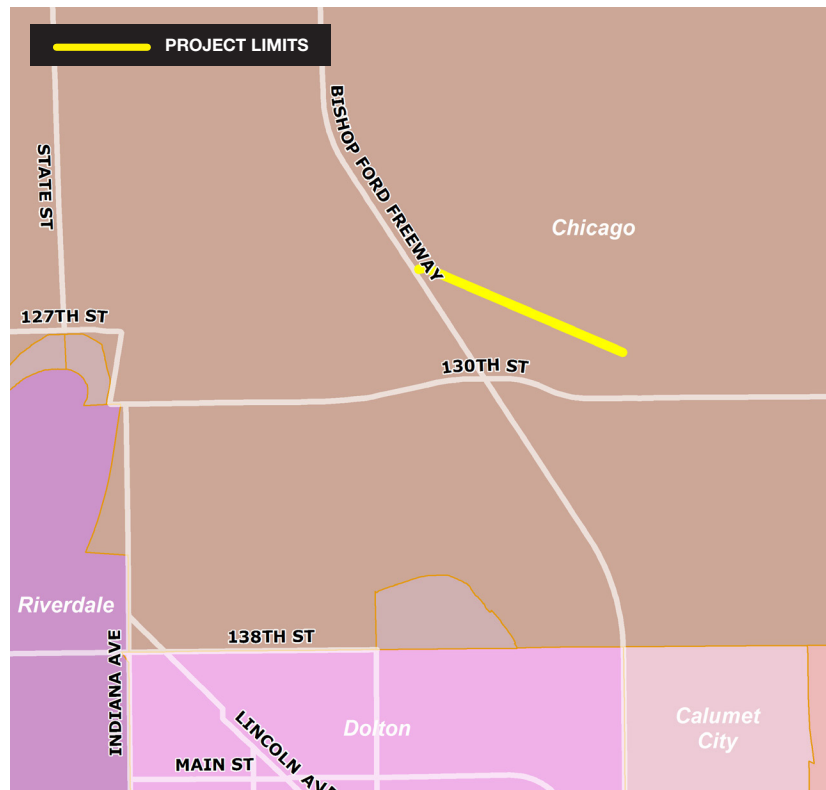 PROJECT LIMITS
BISHOP FORD FREEWAY
STATE ST
Chicago
127TH ST
130TH ST
Riverdale
138TH ST
INDIANA AVE
LINCOLN AVE
Dolton
Calumet
City
MAIN ST